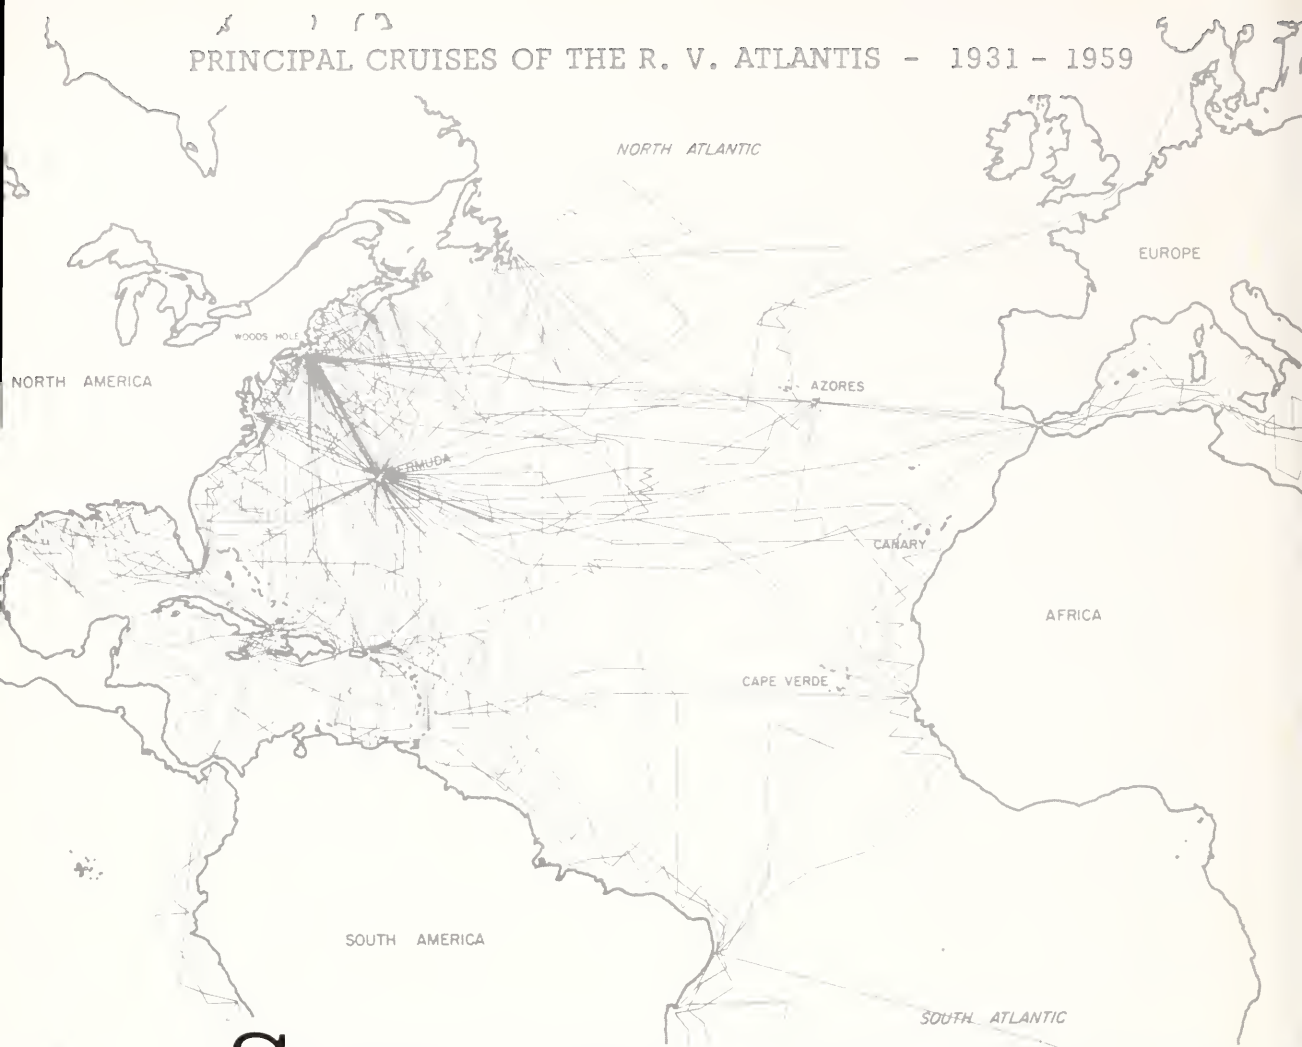 PRINCIPAL CRUISES OF THE R. V. ATLANTIS - 1931 - 1959
NORTH ATLANTIC
EUROPE
WOODS HOLE
NORTH AMERICA
AZORES
BERMUDA
CANARY
AFRICA
CAPE VERDE
SOUTH AMERICA
SOUTH ATLANTIC